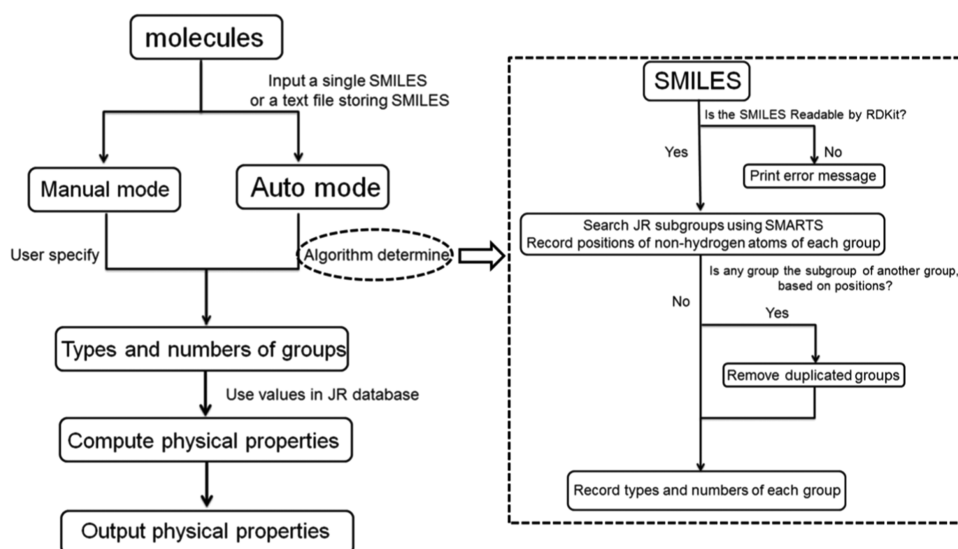 molecules
Input a single SMILES
or a text file storing SMILES
Manual mode
Auto mode
User specify
Algorithm determine
Types and numbers of groups
Use values in JR database
Compute physical properties
Output physical properties
SMILES
Is the SMILES Readable by RDKit?
Yes
No
Print error message
Search JR subgroups using SMARTS
Record positions of non-hydrogen atoms of each group
Is any group the subgroup of another group,
based on positions?
No
Yes
Remove duplicated groups
Record types and numbers of each group